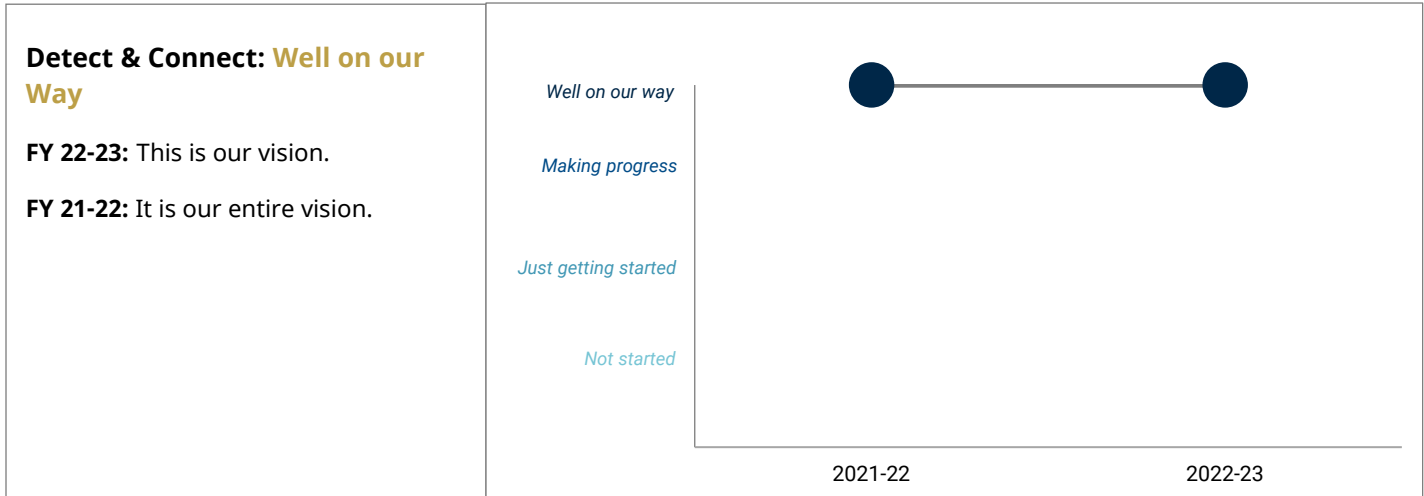 Detect & Connect: Well on our
Way
FY 22-23: This is our vision.
FY 21-22: It is our entire vision.
Well on our way
Making progress
Just getting started
Not started
2021-22
2022-23